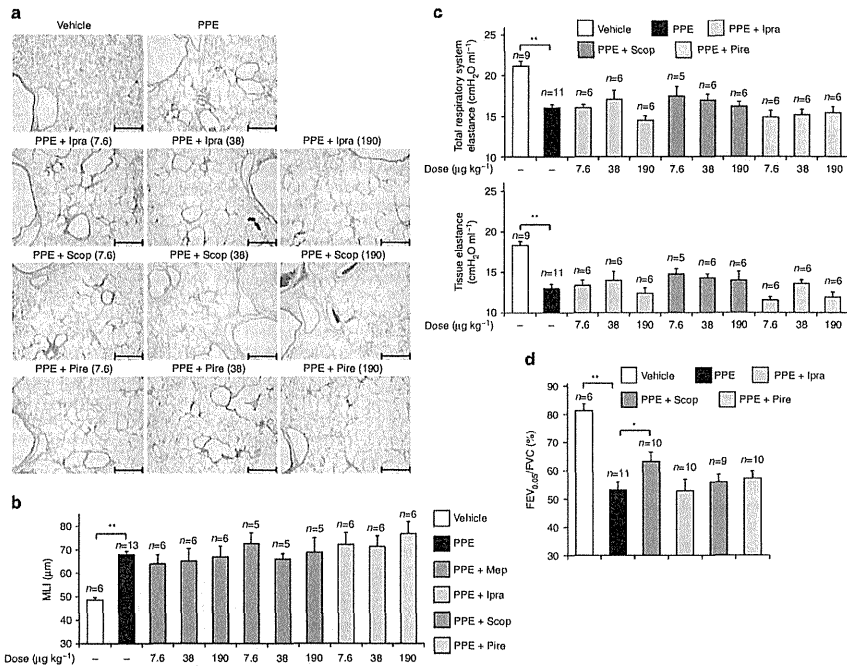 a
Vehicle PPE
PPE + Ipra (7.6) PPE + Ipra (38) PPE + Ipra (190)
PPE + Scop (7.6) PPE + Scop (38) PPE + Scop (190)
PPE + Pire (7.6) PPE + Pire (38) PPE + Pire (190)
b
MLI (µm)
80
70
60
50
40
30
**
n=6 n=13 n=6 n=6 n=6 n=5 n=5 n=5 n=6 n=6 n=6
Dose (µg kg⁻¹) – – 7.6 38 190 7.6 38 190 7.6 38 190
Vehicle
PPE
PPE + Mep
PPE + Ipra
PPE + Scop
PPE + Pire
c
Vehicle PPE PPE + Ipra
PPE + Scop PPE + Pire
Total respiratory system
elastance (cmH₂O ml⁻¹)
25
20
15
10
**
n=9 n=11 n=6 n=6 n=6 n=5 n=6 n=6 n=6 n=6 n=6
Dose (µg kg⁻¹) – – 7.6 38 190 7.6 38 190 7.6 38 190
Tissue elastance
(cmH₂O ml⁻¹)
25
20
15
10
**
n=9 n=11 n=6 n=6 n=6 n=5 n=6 n=6 n=6 n=6 n=6
Dose (µg kg⁻¹) – – 7.6 38 190 7.6 38 190 7.6 38 190
d
Vehicle PPE PPE + Ipra
PPE + Scop PPE + Pire
FEV₀.₀₅/FVC (%)
90
80
70
60
50
40
30
**
*
n=6 n=11 n=10 n=10 n=9 n=10